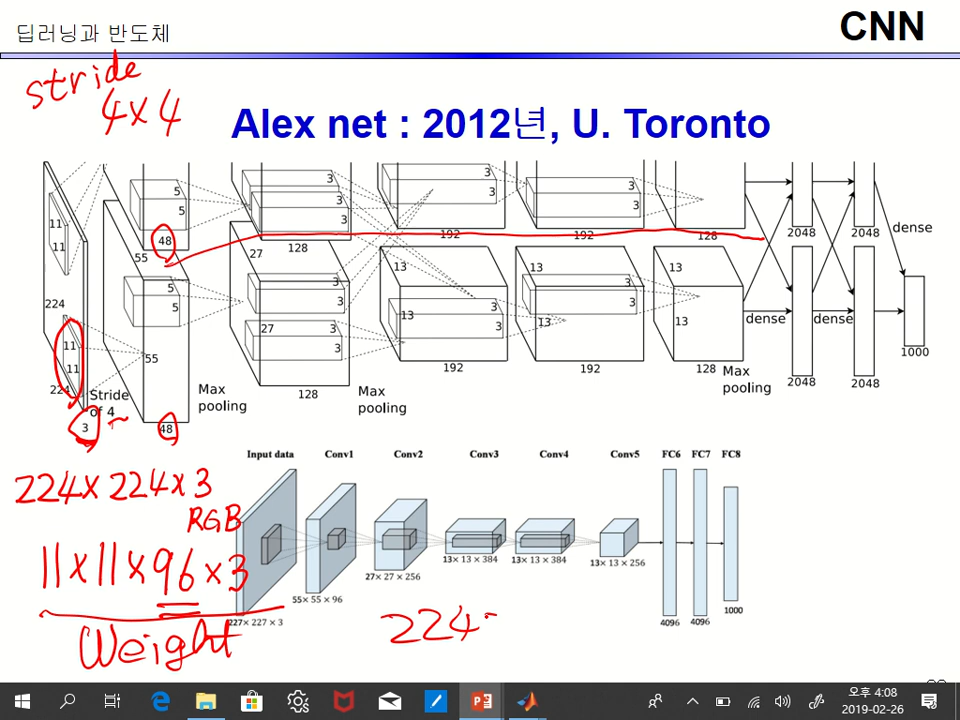 딥러닝과 반도체
CNN
stride
4x4
Alex net : 2012년, U. Toronto
11
11
224
5
5
48
55
3
3
3
128
27
3
3
192
3
3
192
128
2048
2048
dense
11
11
224
3
Stride
of 4
5
5
55
48
Max
pooling
3
3
27
3
3
128
Max
pooling
13
13
3
3
192
13
13
3
3
192
13
13
128
Max
pooling
dense
dense
2048
2048
1000
224x224x3
RGB
11x11x96x3
Weight
Input data
Conv1
Conv2
Conv3
Conv4
Conv5
FC6
FC7
FC8
227× 227 × 3
55× 55 × 96
27× 27 × 256
13× 13 × 384
13× 13 × 384
13× 13 × 256
4096
4096
1000
224
오후 4:08
2019-02-26